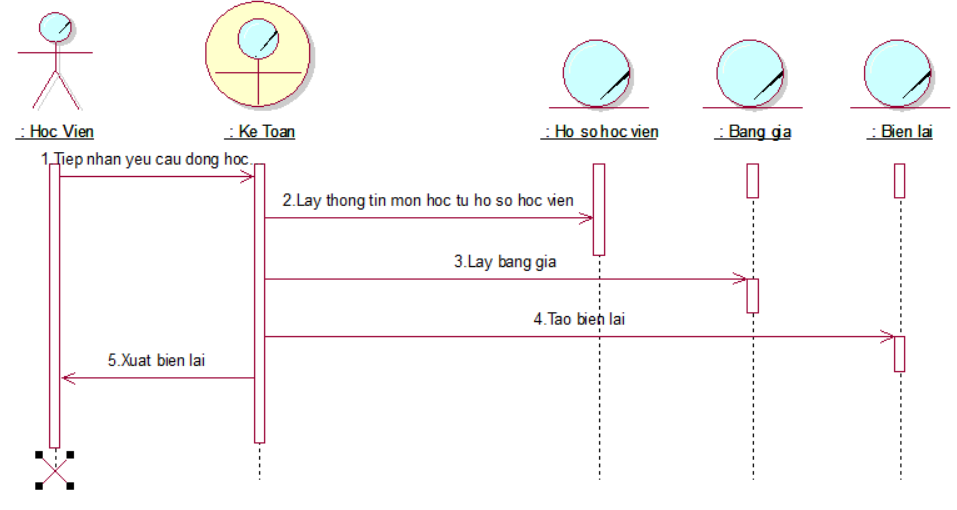 : Hoc Vien
: Ke Toan
: Ho so hoc vien
: Bang gia
: Bien lai
1.Tiep nhan yeu cau dong hoc..
2.Lay thong tin mon hoc tu ho so hoc vien
3.Lay bang gia
4.Tao bien lai
5.Xuat bien lai